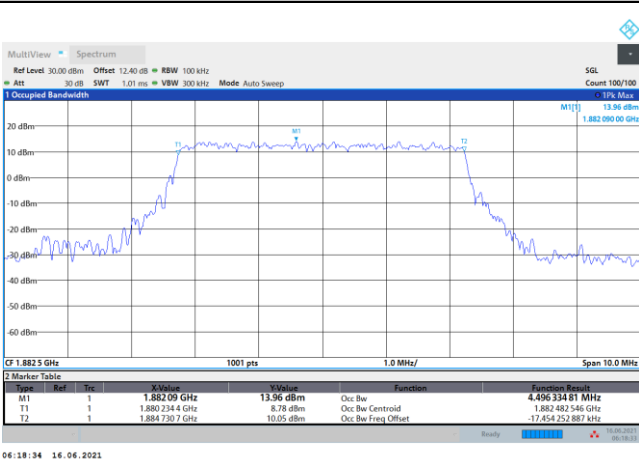 MultiView Spectrum
Ref Level 30.00 dBm Offset 12.40 dB RBW 100 kHz SGL
Att 30 dB SWT 1.01 ms VBW 300 kHz Mode Auto Sweep Count 100/100
1 Occupied Bandwidth 1Pk Max
M1[1] 13.96 dBm
1.882 090 00 GHz
20 dBm
M1
T1
T2
10 dBm
0 dBm
-10 dBm
-20 dBm
-30 dBm
-40 dBm
-50 dBm
-60 dBm
CF 1.882 5 GHz 1001 pts 1.0 MHz/ Span 10.0 MHz
2 Marker Table
Type Ref Trc X-Value Y-Value Function Function Result
M1 1 1.882 09 GHz 13.96 dBm Occ Bw 4.496 334 81 MHz
T1 1 1.880 234 4 GHz 8.78 dBm Occ Bw Centroid 1.882 482 546 GHz
T2 1 1.884 730 7 GHz 10.05 dBm Occ Bw Freq Offset -17.454 252 887 kHz
Ready 16.06.2021
06:18:33
06:18:34 16.06.2021